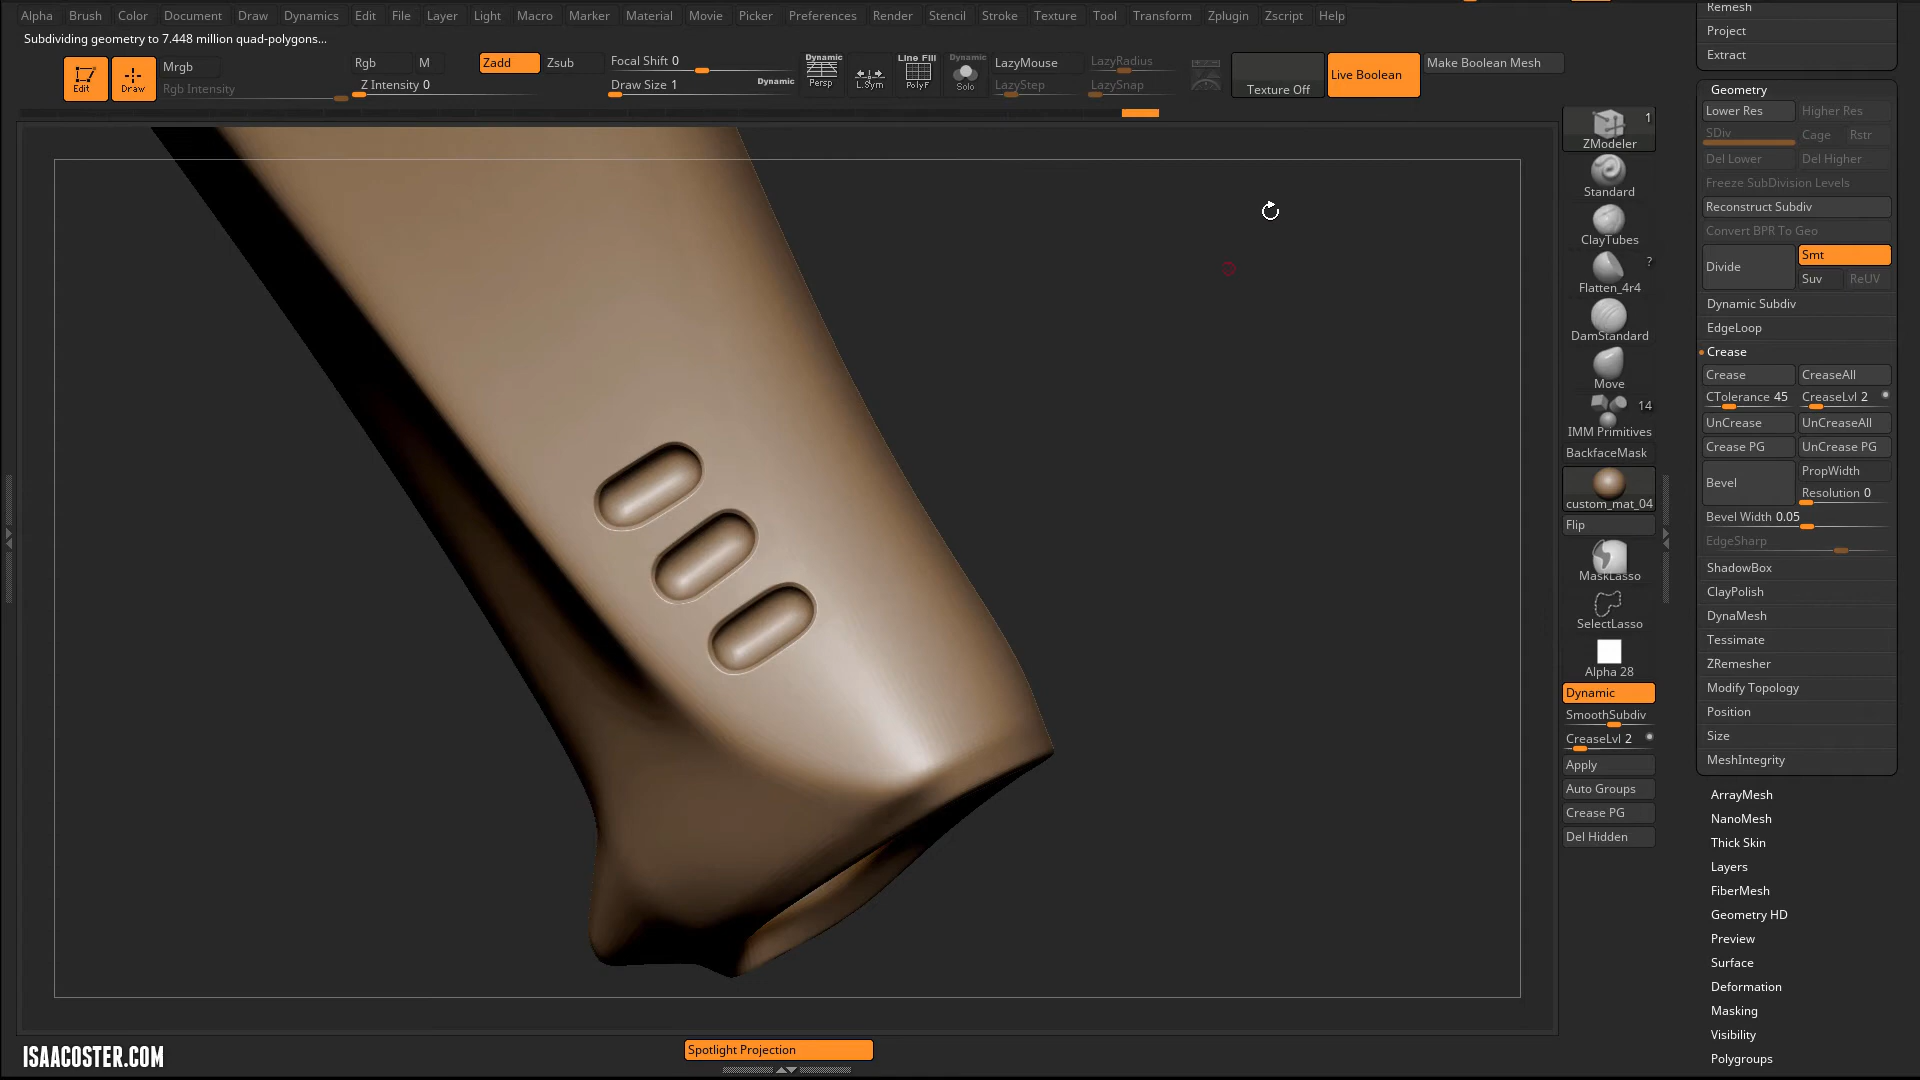 Alpha Brush Color Document Draw Dynamics Edit File Layer Light Macro Marker Material Movie Picker Preferences Render Stencil Stroke Texture Tool Transform Zplugin Zscript Help
Subdividing geometry to 7.448 million quad-polygons...
Edit
Draw
Mrgb
Rgb Intensity
Rgb M
Z Intensity 0
Zadd Zsub
Focal Shift 0
Draw Size 1
Dynamic
Dynamic
Persp
L.Sym
Line Fill
PolyF
Dynamic
Solo
LazyMouse LazyRadius
LazyStep LazySnap
Texture Off
Live Boolean
Make Boolean Mesh
1
ZModeler
Standard
ClayTubes
?
Flatten_4r4
DamStandard
Move
14
IMM Primitives
BackfaceMask
custom_mat_04
Flip
MaskLasso
SelectLasso
Alpha 28
Dynamic
SmoothSubdiv
CreaseLvl 2
Apply
Auto Groups
Crease PG
Del Hidden
Remesh
Project
Extract
Geometry
Lower Res Higher Res
SDiv Cage Rstr
Del Lower Del Higher
Freeze SubDivision Levels
Reconstruct Subdiv
Convert BPR To Geo
Divide Smt
Suv ReUV
Dynamic Subdiv
EdgeLoop
Crease
Crease CreaseAll
CTolerance 45 CreaseLvl 2
UnCrease UnCreaseAll
Crease PG UnCrease PG
Bevel PropWidth
Resolution 0
Bevel Width 0.05
EdgeSharp
ShadowBox
ClayPolish
DynaMesh
Tessimate
ZRemesher
Modify Topology
Position
Size
MeshIntegrity
ArrayMesh
NanoMesh
Thick Skin
Layers
FiberMesh
Geometry HD
Preview
Surface
Deformation
Masking
Visibility
Polygroups
Spotlight Projection
ISAACOSTER.COM